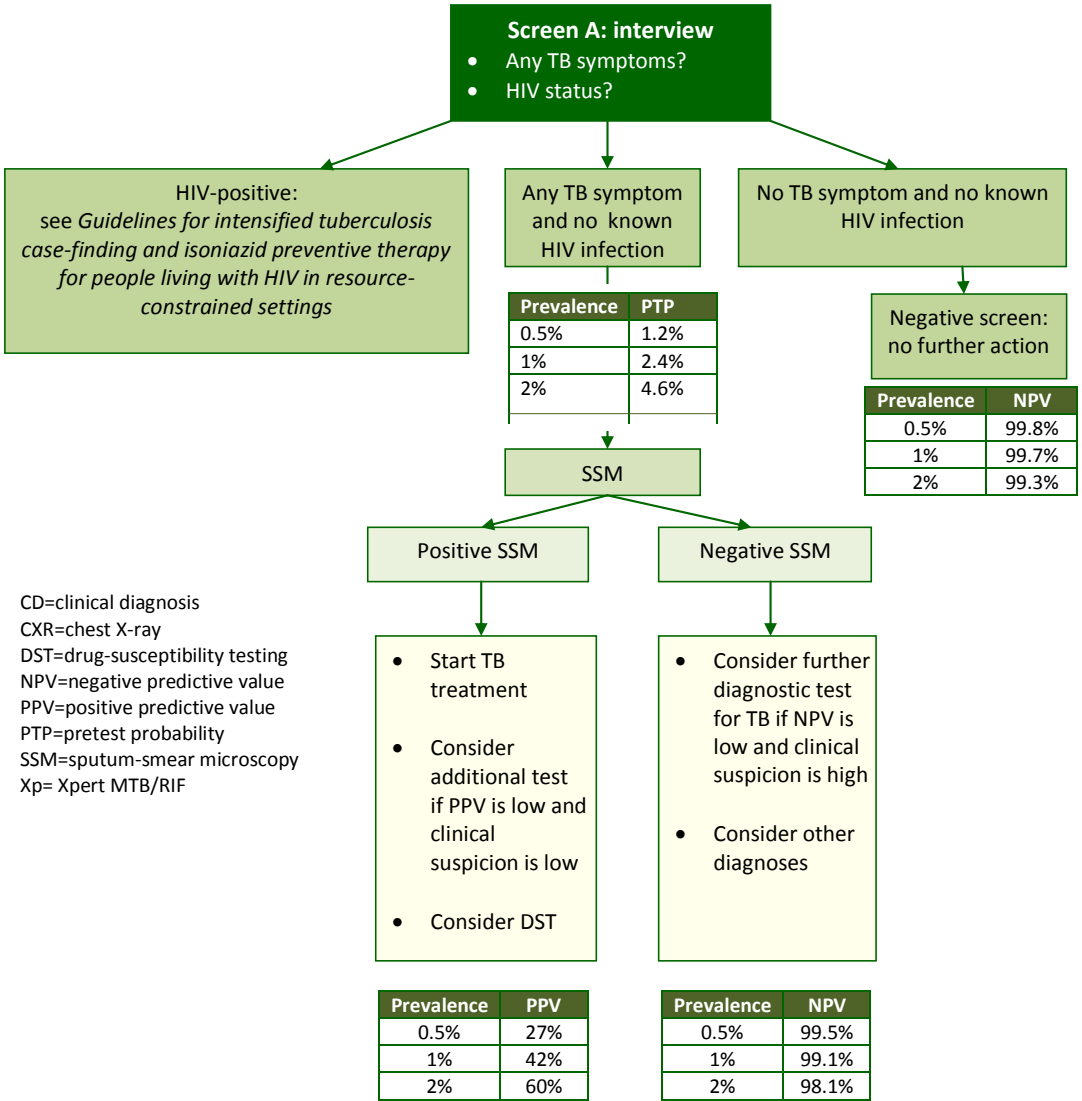 Screen A: interview
• Any TB symptoms?
• HIV status?
HIV-positive:
see Guidelines for intensified tuberculosis
case-finding and isoniazid preventive therapy
for people living with HIV in resource-
constrained settings
Any TB symptom
and no known
HIV infection
No TB symptom and no known
HIV infection
Prevalence PTP
0.5% 1.2%
1% 2.4%
2% 4.6%
Negative screen:
no further action
Prevalence NPV
0.5% 99.8%
1% 99.7%
2% 99.3%
SSM
Positive SSM
Negative SSM
CD=clinical diagnosis
CXR=chest X-ray
DST=drug-susceptibility testing
NPV=negative predictive value
PPV=positive predictive value
PTP=pretest probability
SSM=sputum-smear microscopy
Xp= Xpert MTB/RIF
• Start TB
treatment
• Consider
additional test
if PPV is low and
clinical
suspicion is low
• Consider DST
• Consider further
diagnostic test
for TB if NPV is
low and clinical
suspicion is high
• Consider other
diagnoses
Prevalence PPV
0.5% 27%
1% 42%
2% 60%
Prevalence NPV
0.5% 99.5%
1% 99.1%
2% 98.1%